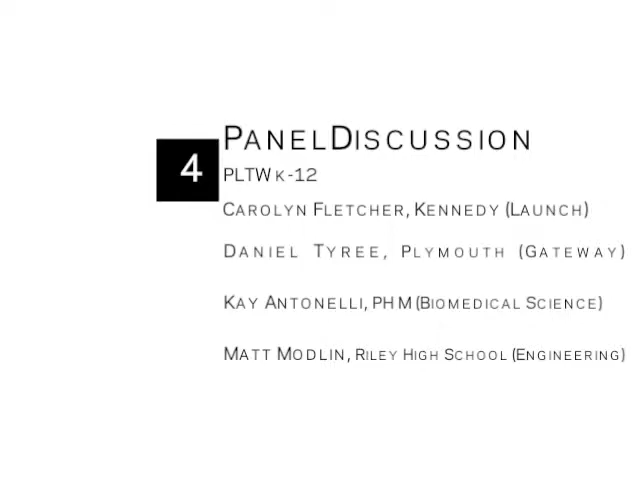 4
PANEL DISCUSSION
PLTW K-12
CAROLYN FLETCHER, KENNEDY (LAUNCH)
DANIEL TYREE, PLYMOUTH (GATEWAY)
KAY ANTONELLI, PHM (BIOMEDICAL SCIENCE)
MATT MODLIN, RILEY HIGH SCHOOL (ENGINEERING)